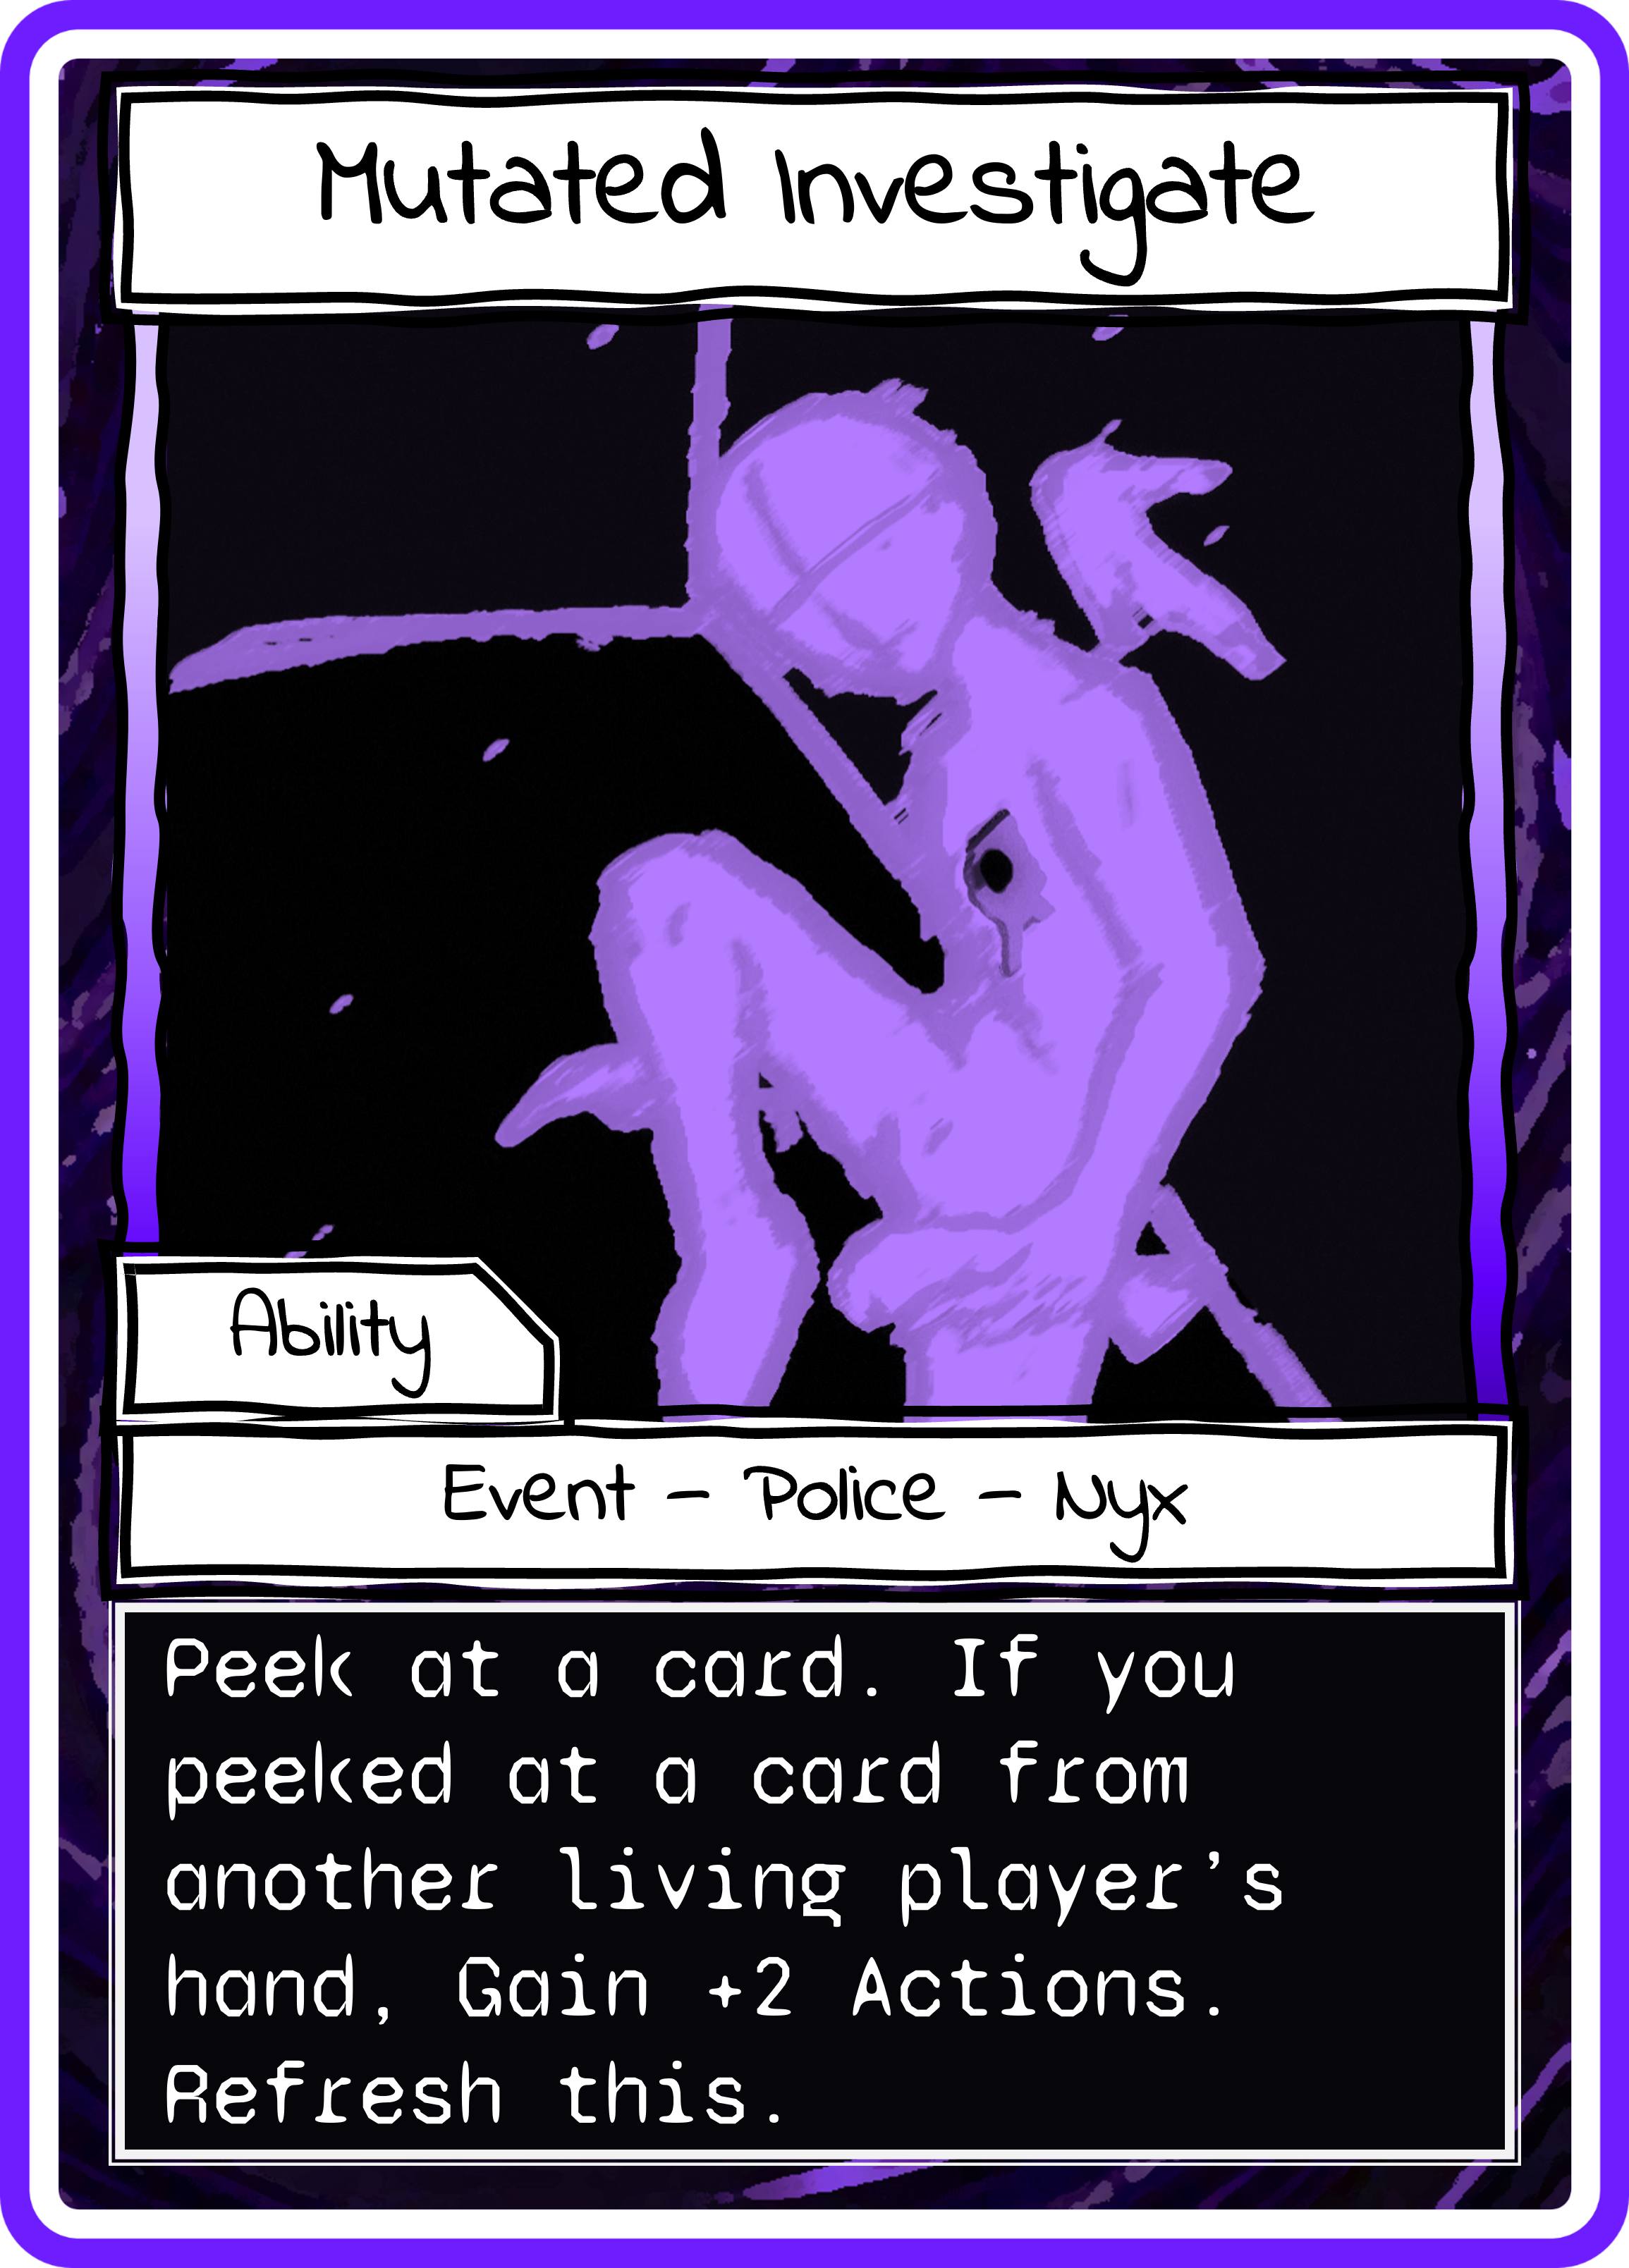 Mutated Investigate
Ability
Event – Police – Nyx
Peek at a card. If you
peeked at a card from
another living player's
hand, Gain +2 Actions.
Refresh this.